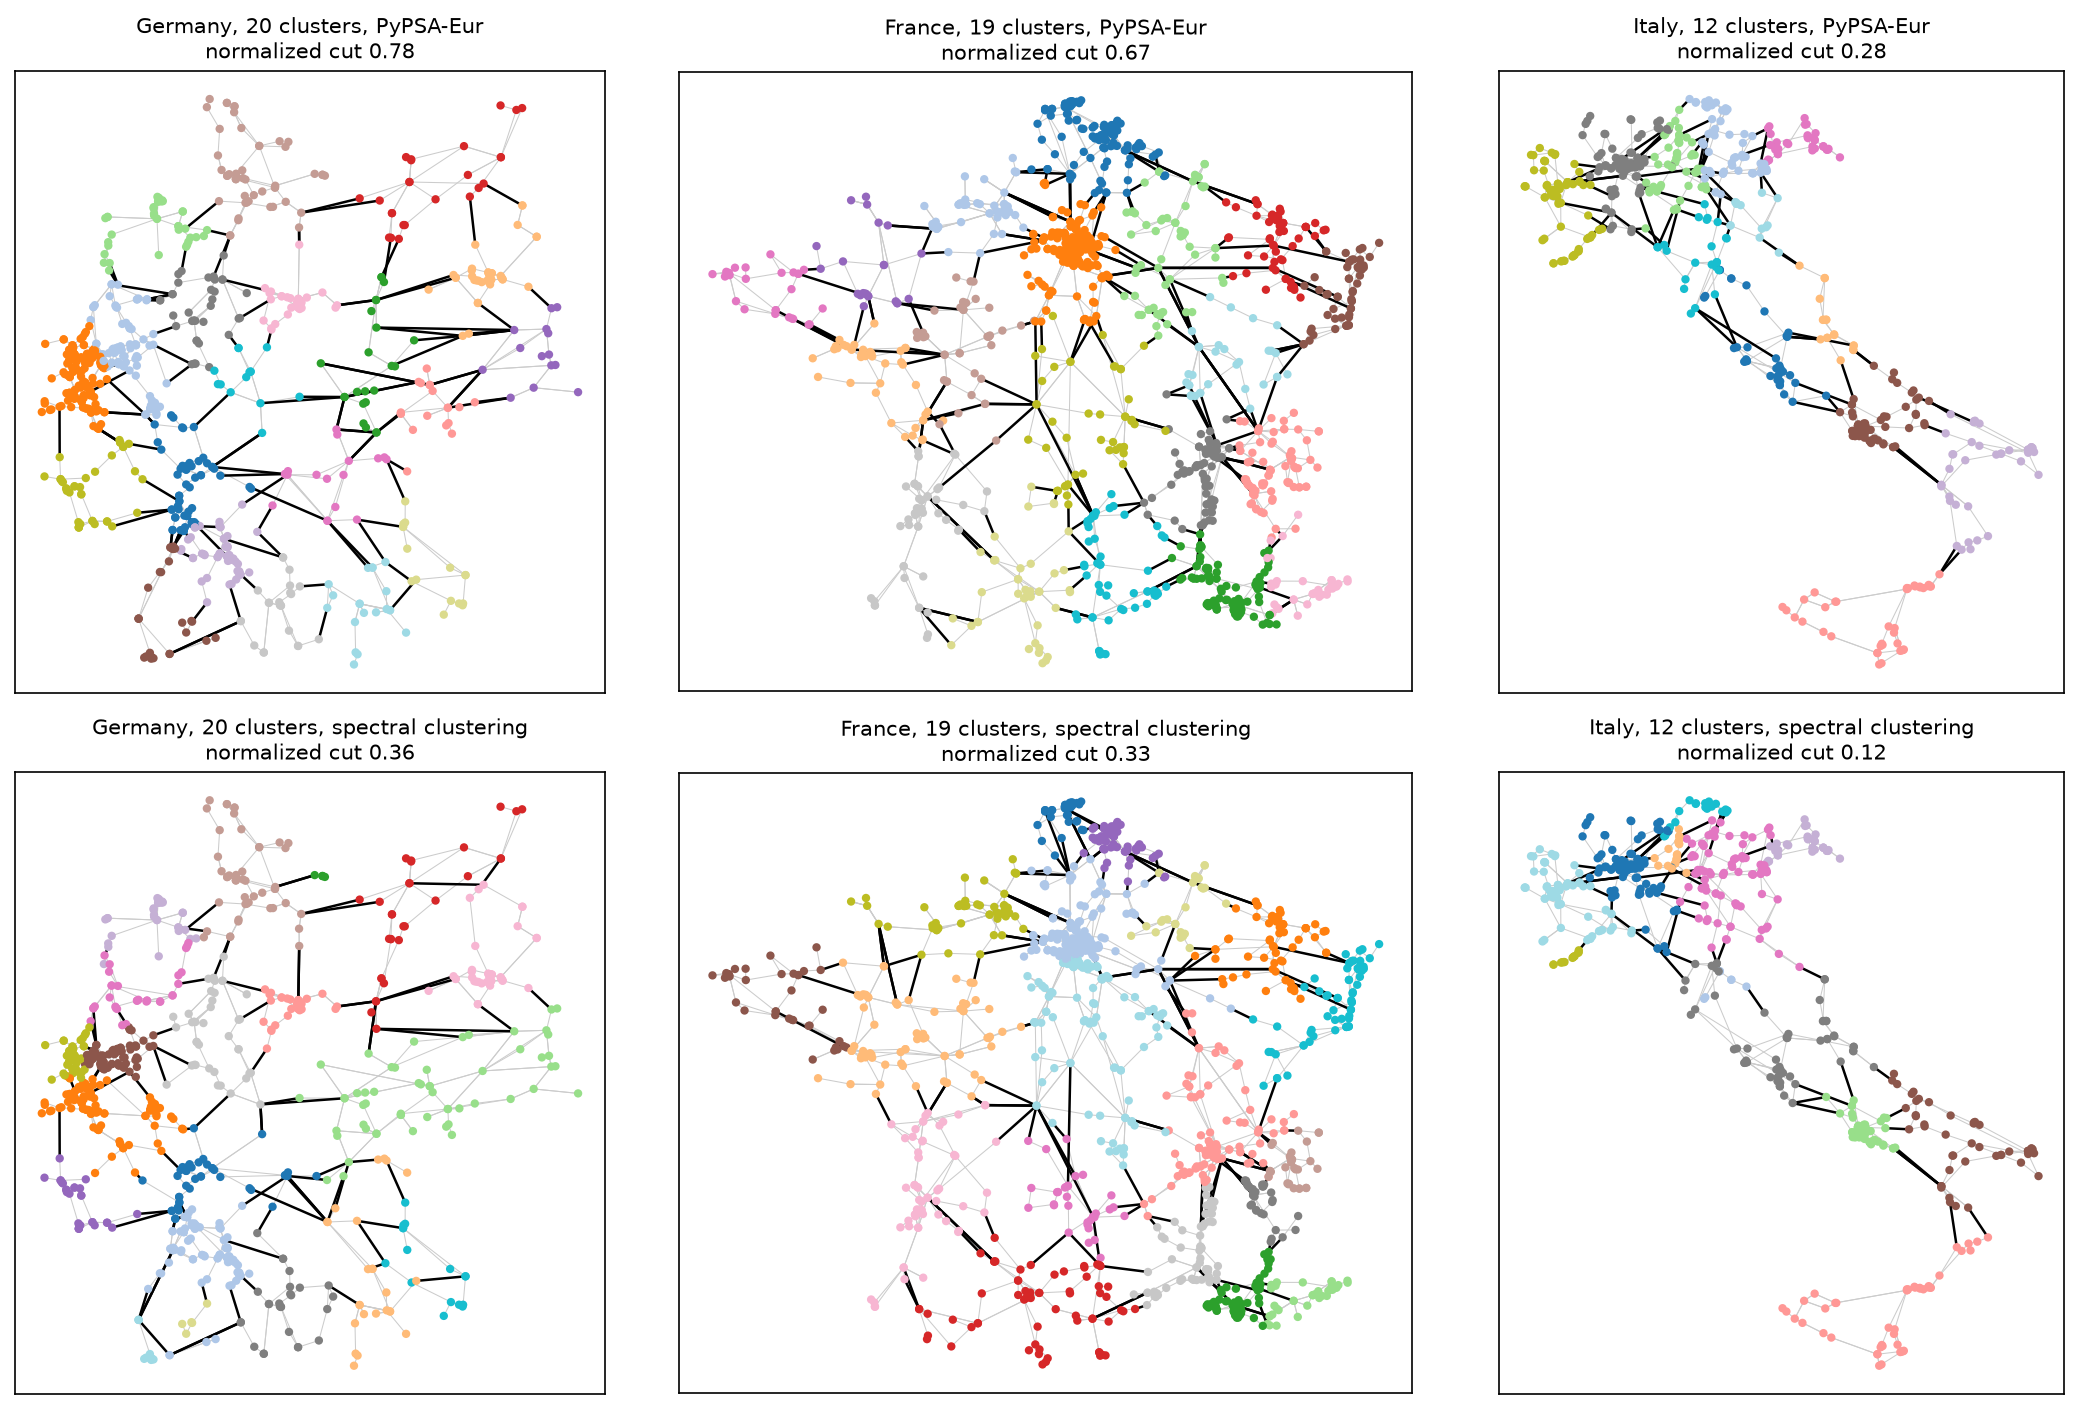 Germany, 20 clusters, PyPSA-Eur
normalized cut 0.78
France, 19 clusters, PyPSA-Eur
normalized cut 0.67
Italy, 12 clusters, PyPSA-Eur
normalized cut 0.28
Germany, 20 clusters, spectral clustering
normalized cut 0.36
France, 19 clusters, spectral clustering
normalized cut 0.33
Italy, 12 clusters, spectral clustering
normalized cut 0.12